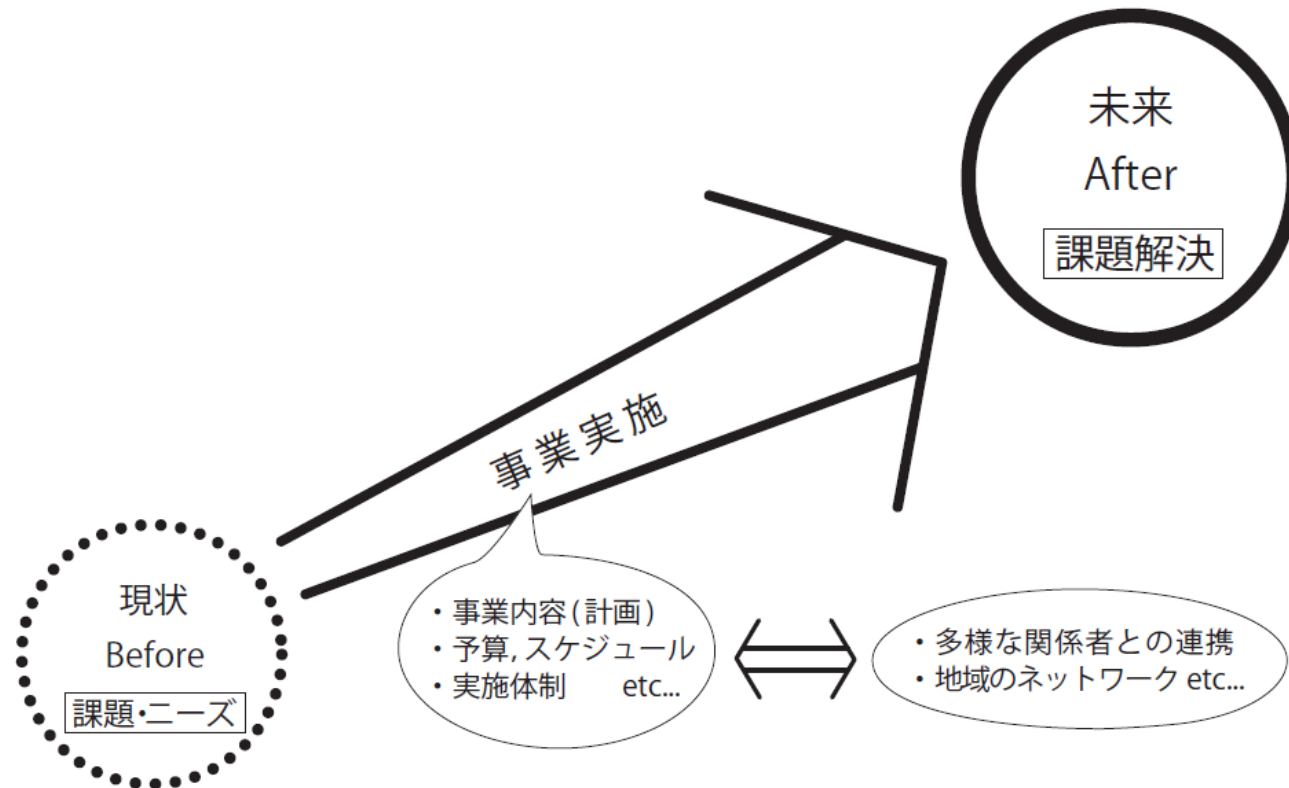 未来
After
課題解決
事業実施
現状
Before
課題・ニーズ
・事業内容(計画)
・予算,スケジュール
・実施体制　　etc...
・多様な関係者との連携
・地域のネットワーク etc...